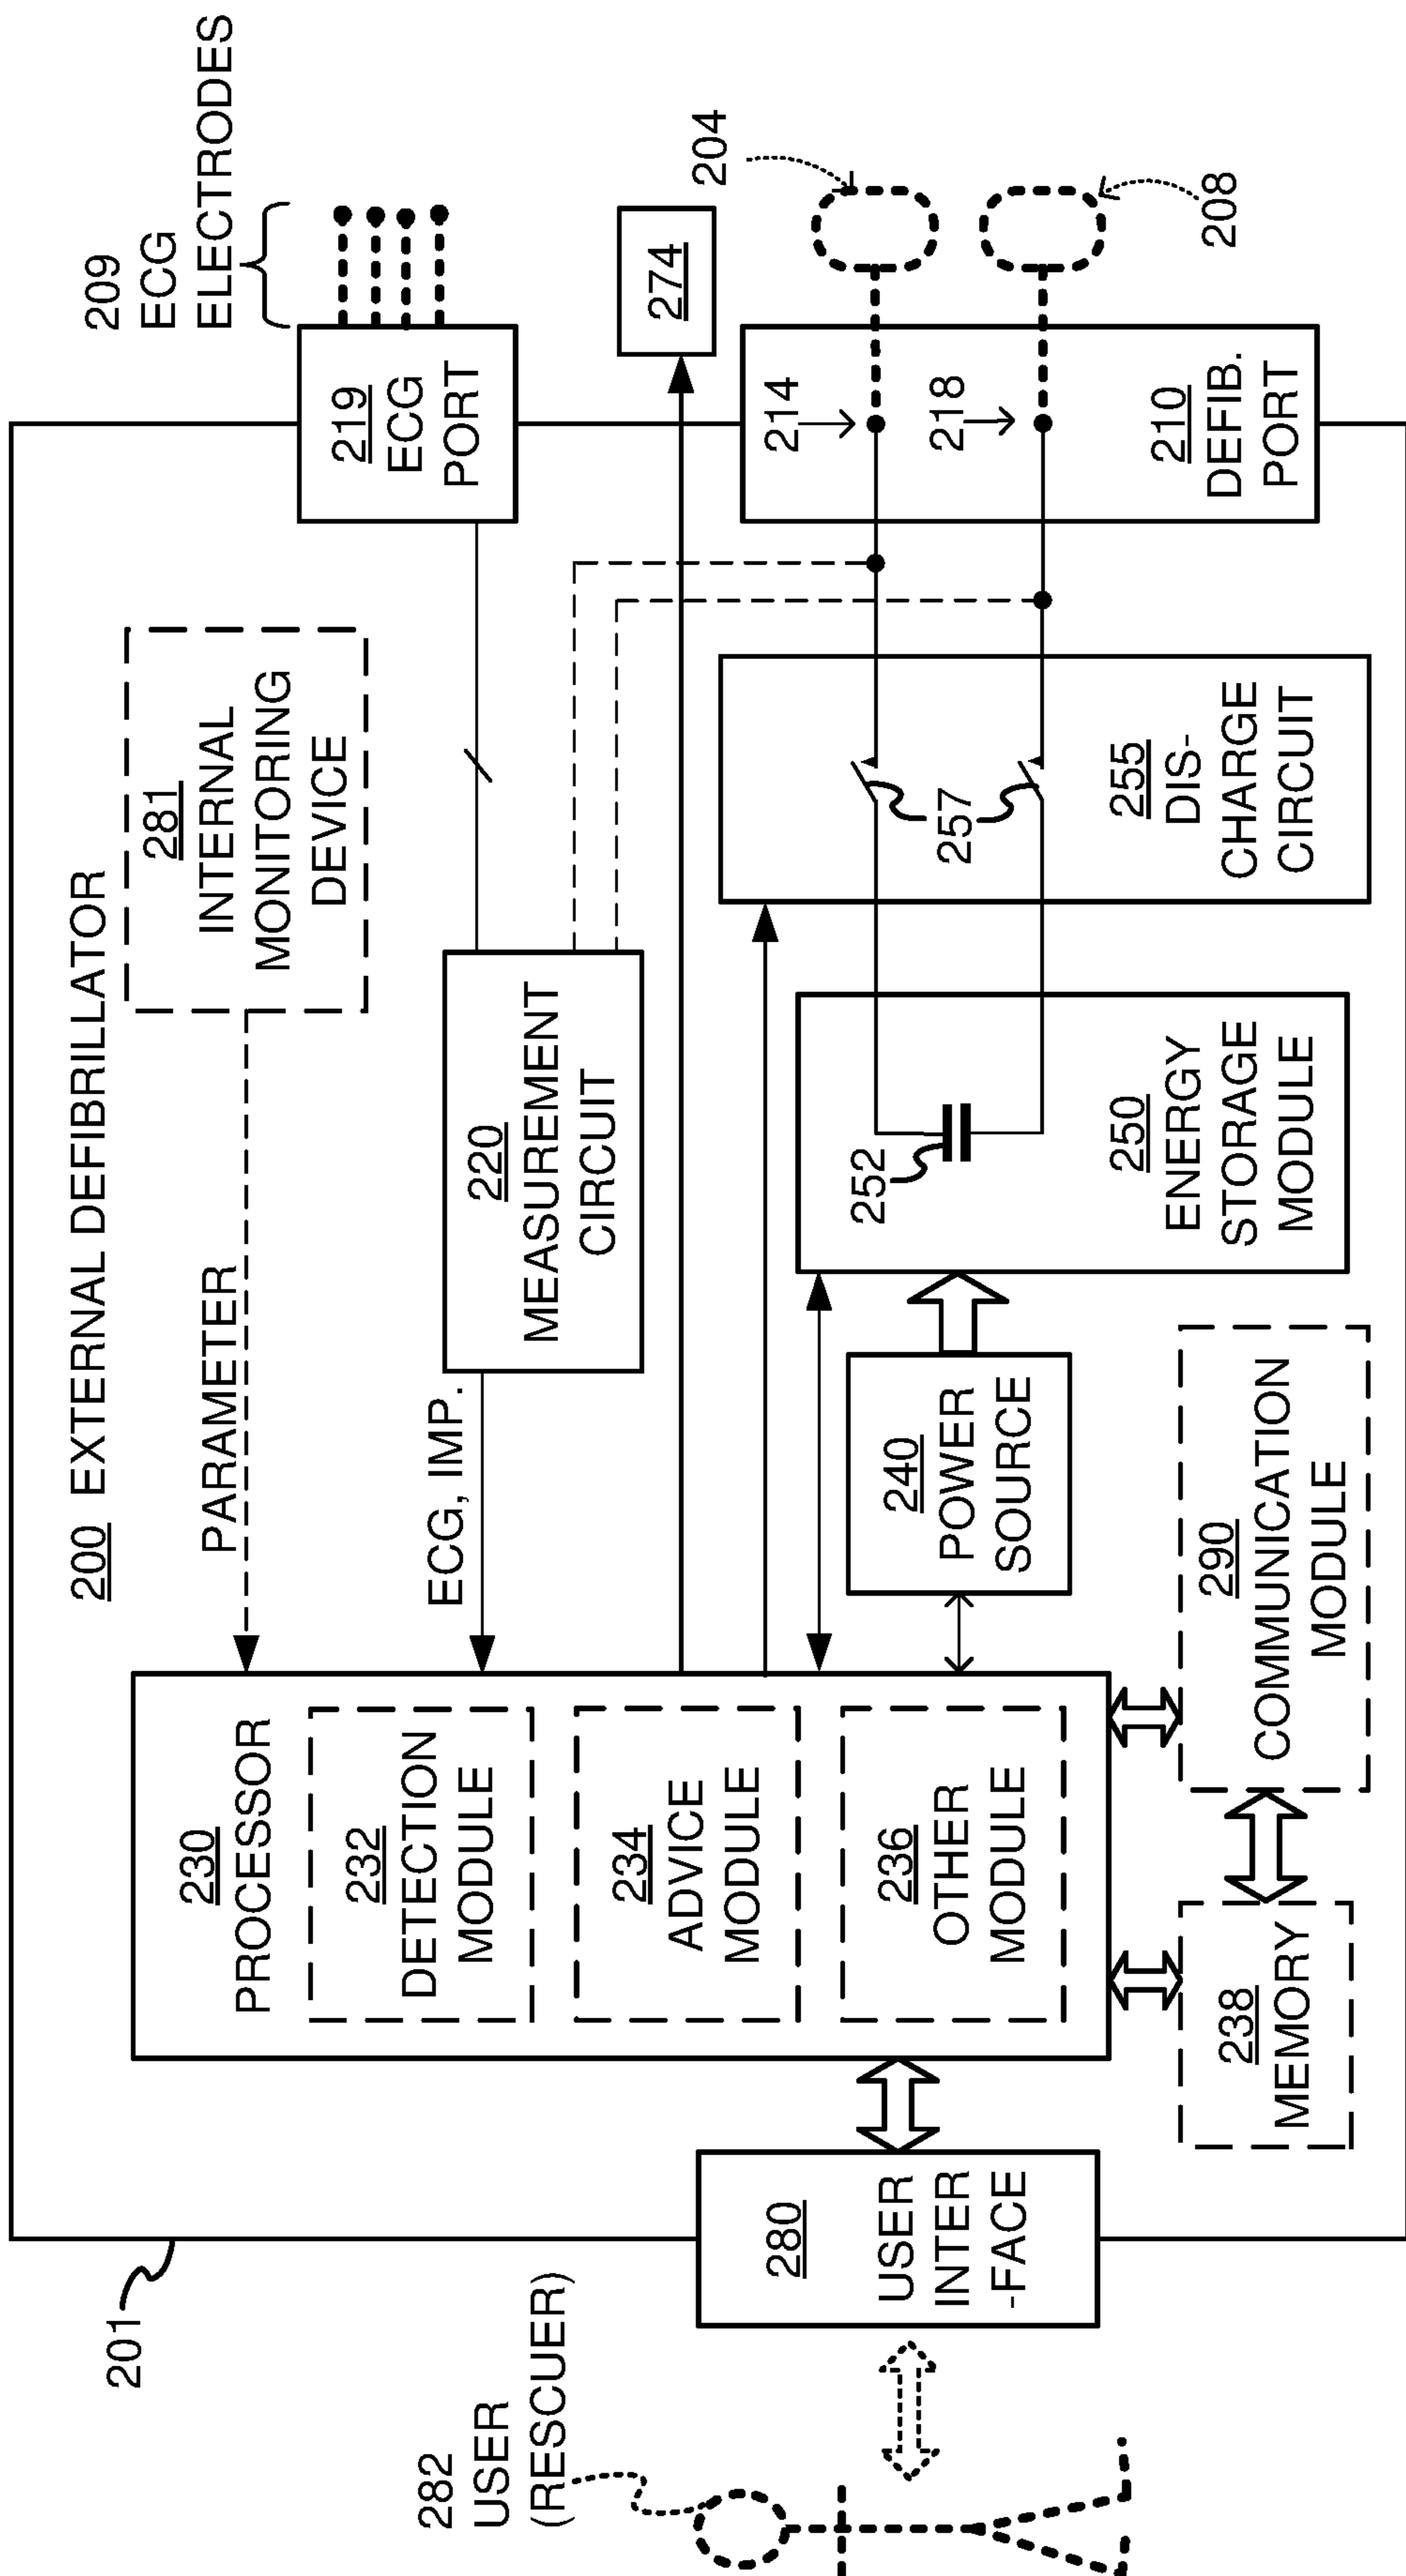 200 EXTERNAL DEFIBRILLATOR
201
282
USER
(RESCUER)
280
USER
INTER
-FACE
230
PROCESSOR
232
DETECTION
MODULE
234
ADVICE
MODULE
236
OTHER
MODULE
238
MEMORY
290
COMMUNICATION
MODULE
PARAMETER
ECG, IMP.
281
INTERNAL
MONITORING
DEVICE
220
MEASUREMENT
CIRCUIT
240
POWER
SOURCE
252
250
ENERGY
STORAGE
MODULE
257
255
DIS-
CHARGE
CIRCUIT
219
ECG
PORT
209
ECG
ELECTRODES
274
214
218
210
DEFIB.
PORT
204
208